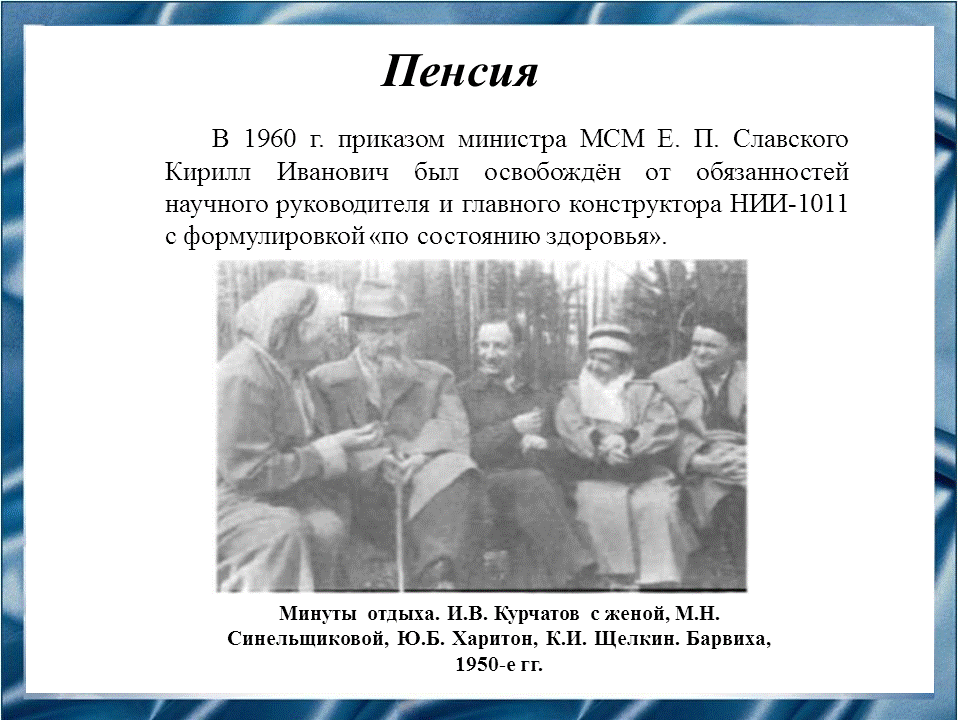 Пенсия
В 1960 г. приказом министра МСМ Е. П. Славского
Кирилл Иванович был освобождён от обязанностей
научного руководителя и главного конструктора НИИ-1011
с формулировкой «по состоянию здоровья».
Минуты отдыха. И.В. Курчатов с женой, М.Н.
Синельщиковой, Ю.Б. Харитон, К.И. Щелкин. Барвиха,
1950-е гг.